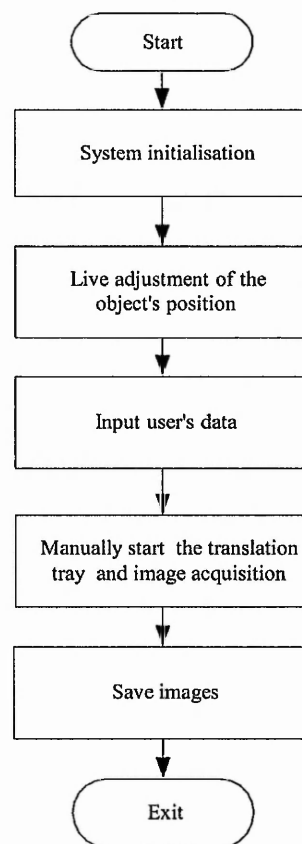 Start
System initialisation
Live adjustment of the
object's position
Input user's data
Manually start the translation
tray and image acquisition
Save images
Exit